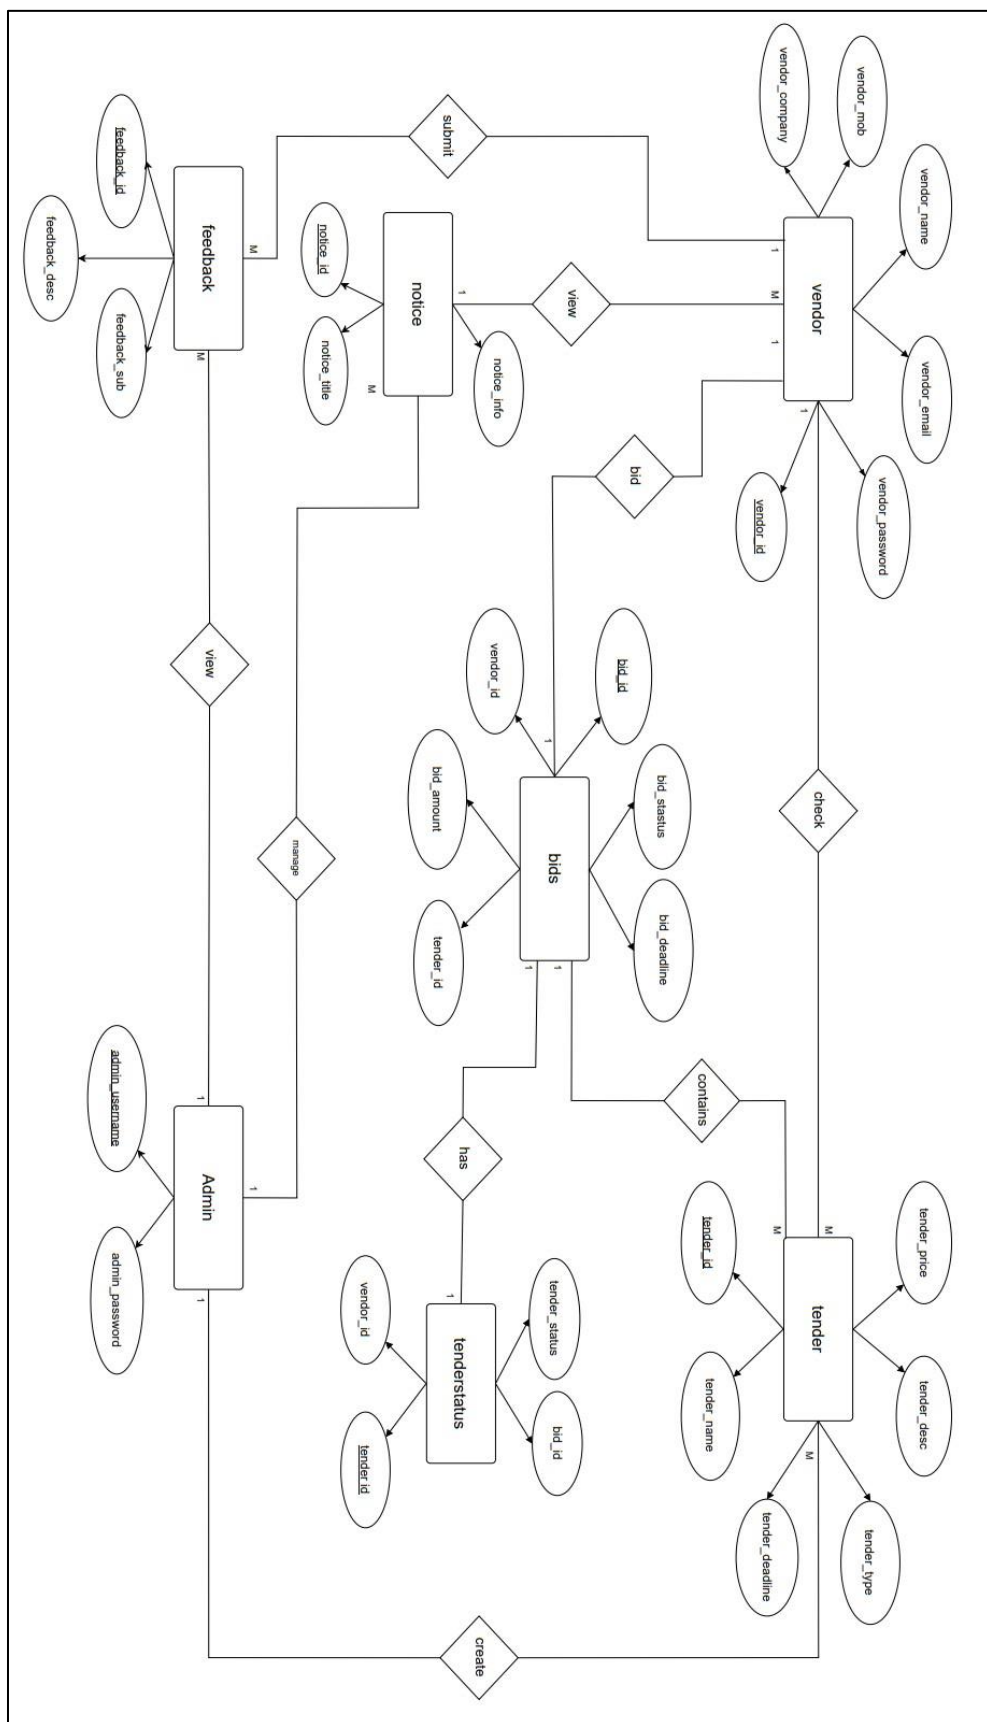 vendor_name
vendor_email
tender_price
tender_desc
vendor_mob
vendor_password
tender_type
M
vendor
check
tender
M
1
vendor_company
1
M
1
M
vendor_id
tender_deadline
tender_id
tender_name
contains
bid_stastus
bid_deadline
bid
bid_id
view
1
tender_status
bid_id
bids
1
1
notice_info
vendor_id
create
1
has
tenderstatus
1
submit
bid_amount
tender_id
notice
M
vendor_id
tender id
notice_id
notice_title
manage
M
1
feedback
view
Admin
M
1
1
feedback_id
feedback_sub
admin_username
admin_password
feedback_desc